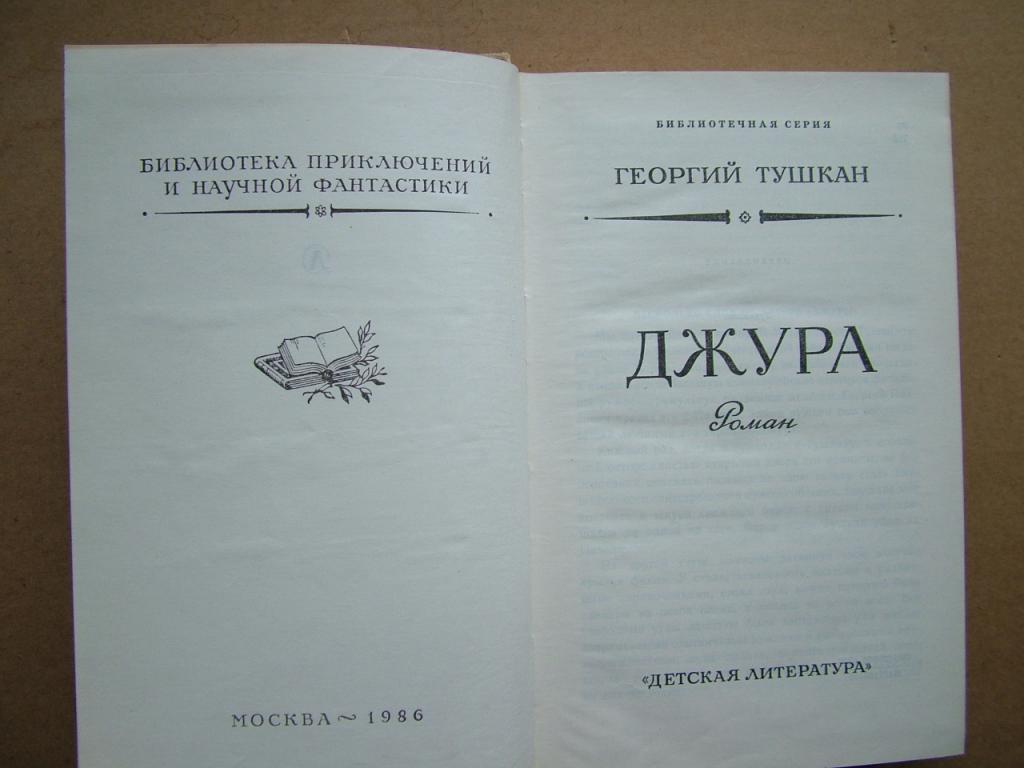 БИБЛИОТЕКА ПРИКЛЮЧЕНИЙ
И НАУЧНОЙ ФАНТАСТИКИ
МОСКВА ~ 1986
БИБЛИОТЕЧНАЯ СЕРИЯ
ГЕОРГИЙ ТУШКАН
ДЖУРА
Роман
«ДЕТСКАЯ ЛИТЕРАТУРА»